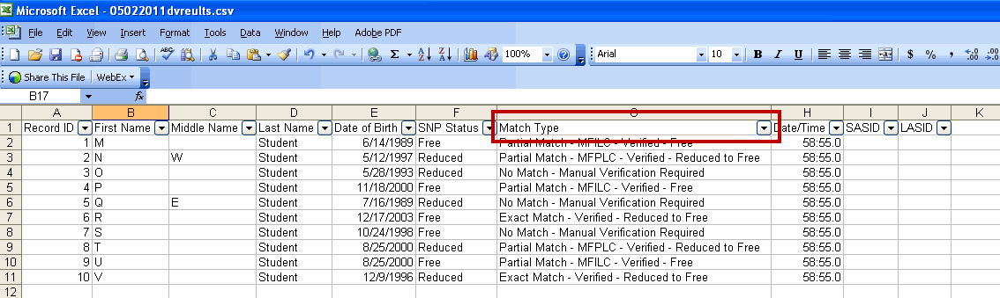 Microsoft Excel - 05022011dvreults.csv
File Edit View Insert Format Tools Data Window Help Adobe PDF
100% Arial 10 B I U $ % , .00
Share This File WebEx
B17 fx
A B C D E F G H I J K
1 Record ID First Name Middle Name Last Name Date of Birth SNP Status Match Type Date/Time SASID LASID
2 1 M Student 6/14/1989 Free Partial Match - MFILC - Verified - Free 58:55.0
3 2 N W Student 5/12/1997 Reduced Partial Match - MFPLC - Verified - Reduced to Free 58:55.0
4 3 O Student 5/28/1993 Reduced No Match - Manual Verification Required 58:55.0
5 4 P Student 11/18/2000 Free Partial Match - MFILC - Verified - Free 58:55.0
6 5 Q E Student 7/16/1989 Reduced No Match - Manual Verification Required 58:55.0
7 6 R Student 12/17/2003 Free Exact Match - Verified - Reduced to Free 58:55.0
8 7 S Student 10/24/1998 Free No Match - Manual Verification Required 58:55.0
9 8 T Student 8/25/2000 Reduced Partial Match - MFPLC - Verified - Reduced to Free 58:55.0
10 9 U Student 8/25/2000 Free Partial Match - MFILC - Verified - Free 58:55.0
11 10 V Student 12/9/1996 Reduced Exact Match - Verified - Reduced to Free 58:55.0
12